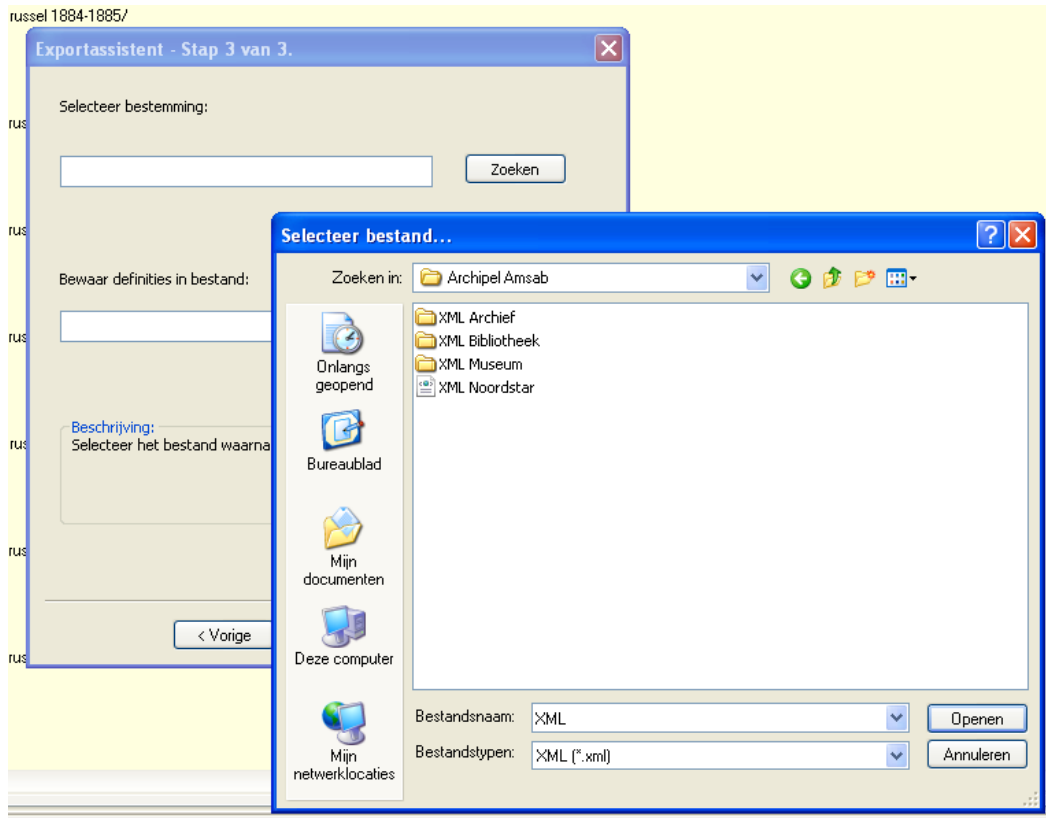 russel 1884-1885/
Exportassistent - Stap 3 van 3.
Selecteer bestemming:
rus
Zoeken
rus
Selecteer bestand...
Bewaar definities in bestand:
Zoeken in:
Archipel Amsab
XML Archief
XML Bibliotheek
XML Museum
XML Noordstar
rus
Onlangs
geopend
Beschrijving:
rus
Selecteer het bestand waarna
Bureaublad
rus
Mijn
documenten
< Vorige
Deze computer
rus
Bestandsnaam:
XML
Openen
Bestandstypen:
XML (*.xml)
Annuleren
Mijn
netwerklocaties